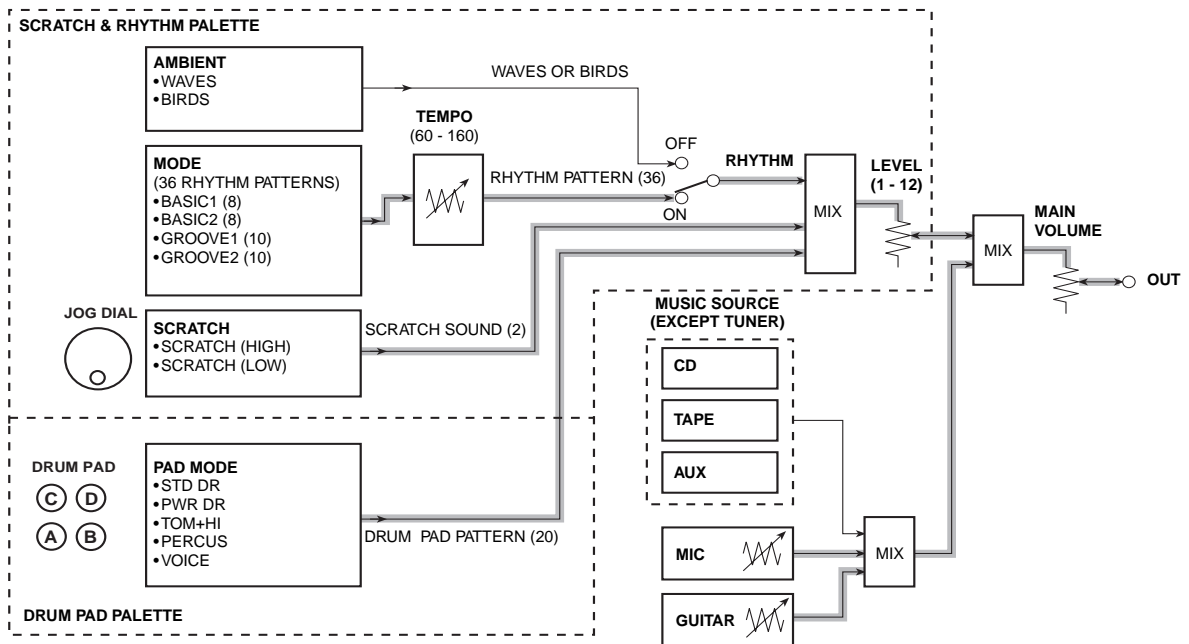 SCRATCH & RHYTHM PALETTE
AMBIENT
•WAVES
•BIRDS
WAVES OR BIRDS
TEMPO
(60 - 160)
MODE
(36 RHYTHM PATTERNS)
•BASIC1 (8)
•BASIC2 (8)
•GROOVE1 (10)
•GROOVE2 (10)
RHYTHM PATTERN (36)
OFF
ON
RHYTHM
MIX
LEVEL
(1 - 12)
MIX
MAIN
VOLUME
OUT
JOG DIAL
SCRATCH
•SCRATCH (HIGH)
•SCRATCH (LOW)
SCRATCH SOUND (2)
MUSIC SOURCE
(EXCEPT TUNER)
CD
TAPE
AUX
DRUM PAD
C D
A B
PAD MODE
•STD DR
•PWR DR
•TOM+HI
•PERCUS
•VOICE
DRUM PAD PATTERN (20)
MIC
MIX
GUITAR
DRUM PAD PALETTE